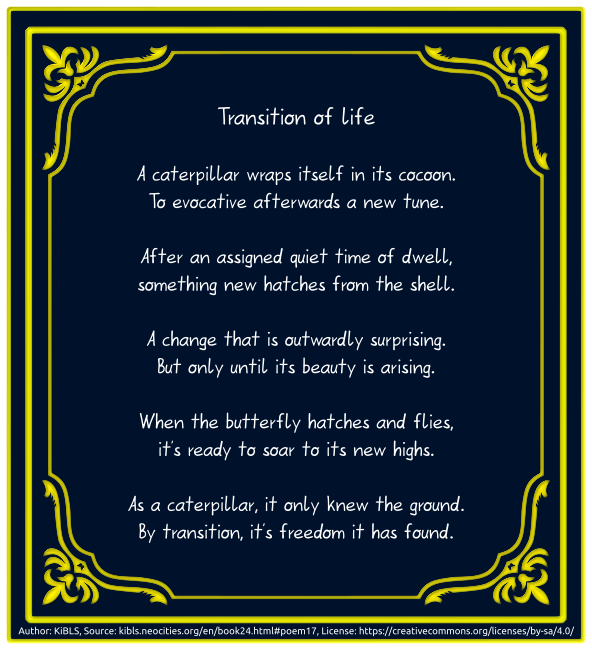 Transition of life
A caterpillar wraps itself in its cocoon.
To evocative afterwards a new tune.
After an assigned quiet time of dwell,
something new hatches from the shell.
A change that is outwardly surprising.
But only until its beauty is arising.
When the butterfly hatches and flies,
it's ready to soar to its new highs.
As a caterpillar, it only knew the ground.
By transition, it's freedom it has found.
Author: KiBLS, Source: kibls.neocities.org/en/book24.html#poem17, License: https://creativecommons.org/licenses/by-sa/4.0/